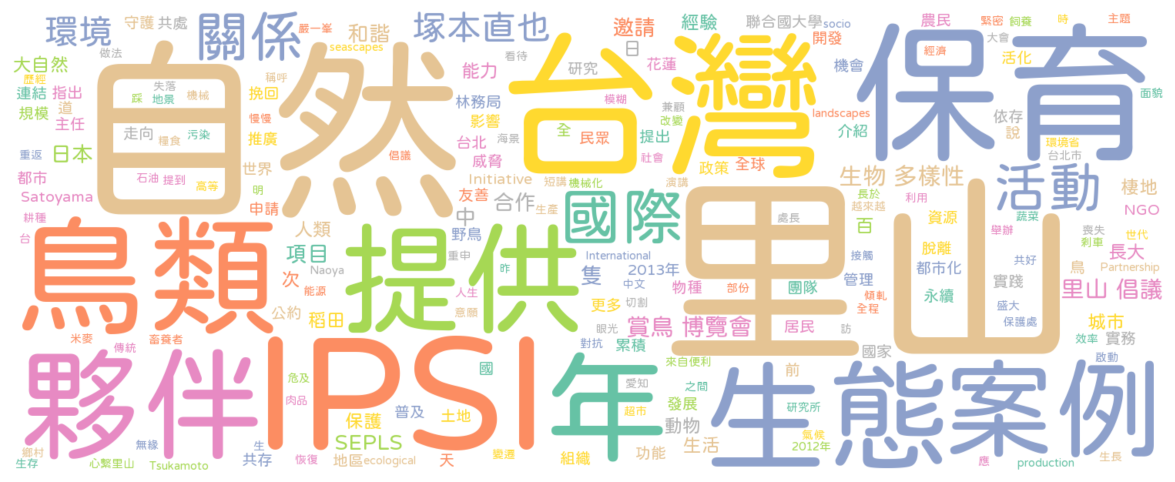 環境
守護
共處
關係
嚴一峯
和諧
塚本直也
邀請
經驗
聯合國大學
socio
農民
緊密
飼養
時
主題
seascapes
做法
日
開發
大會
經濟
活化
大自然
歷經
失落
機械
稱呼
能力
看待
研究
花蓮
機會
面貌
連結
指出
踩
地景
挽回
林務局
模糊
兼顧
landscapes
依存
規模
道
憧憬
影響
改變
介紹
說
主任
走向
糧食
污染
推廣
台北
全
民眾
提出
環境省
日本
倡議
威脅
海景
社會
政策
全球
台北市
重返
自然
台灣
保育
世界
石油
提到
Initiative
短講
機械化
演講
生物
多樣性
活動
棲地
都市
明
高等
友善
合作
生產
長於
越來越
利用
Satoyama
申請
中
國際
處長
百
資源
蔬菜
NGO
耕種
人類
野鳥
舉辦
喪失
世代
台
項目
重申
昨
International
接觸
脫離
剎車
長大
鳥類
提供
里山
次
Naoya
隻
2013年
管理
都市化
共好
鳥
Partnership
能源
人生
中文
物種
部份
團隊
永續
實踐
里山
倡議
公約
稻田
意願
更多
切割
傾軋
全程
盛大
賞鳥
博覽會
居民
訪
保護處
城市
米麥
畜養者
眼光
對抗
累積
國家
效率
實務
傳統
國
來自便利
前
啟動
夥伴
IPSI
年
生態
案例
危及
愛知
之間
肉品
保護
普及
土地
超市
發展
研究所
鄉村
無緣
生
SEPLS
動物
氣候
2012年
生存
心繫里山
Tsukamoto
共存
恢復
地區
ecological
天
變遷
組織
功能
生活
應
production
生長